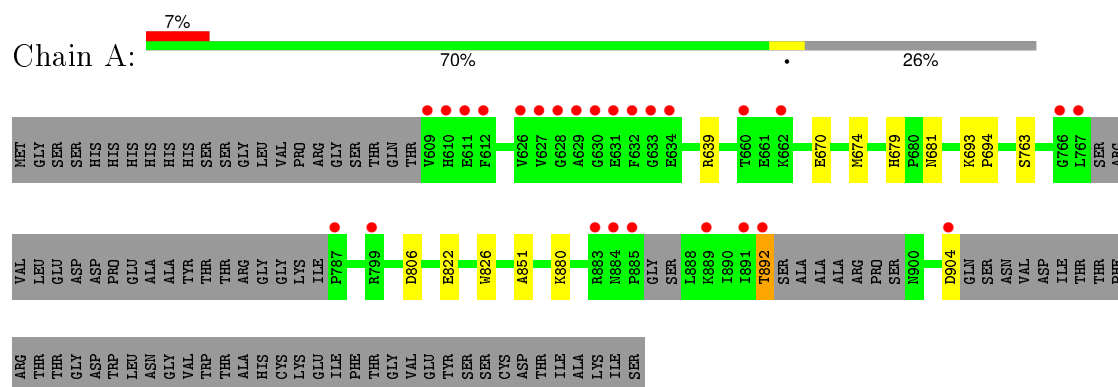 7%
Chain A:
70% • 26%
MET GLY SER SER HIS HIS HIS HIS HIS HIS SER SER GLY LEU VAL PRO ARG GLY SER THR GLN THR V609 H610 E611 F612 V626 V627 G628 A629 G630 E631 F632 G633 E634 R639 T660 E661 K662 E670 M674 H679 P680 N681 K693 P694 S763 G766 L767 SER ARG
VAL LEU GLU ASP ASP PRO GLU ALA ALA TYR THR THR ARG GLY GLY LYS ILE P787 R799 D806 E822 W826 A851 K880 R883 N884 P885 GLY SER L888 K889 I890 I891 T892 SER ALA ALA ALA ARG PRO SER N900 D904 GLN SER ASN VAL ASP ILE THR THR PHE
ARG THR THR GLY ASP TRP LEU ASN GLY VAL TRP THR ALA HIS CYS LYS GLU ILE PHE THR GLY VAL GLU TYR SER SER CYS ASP THR ILE ALA LYS ILE SER